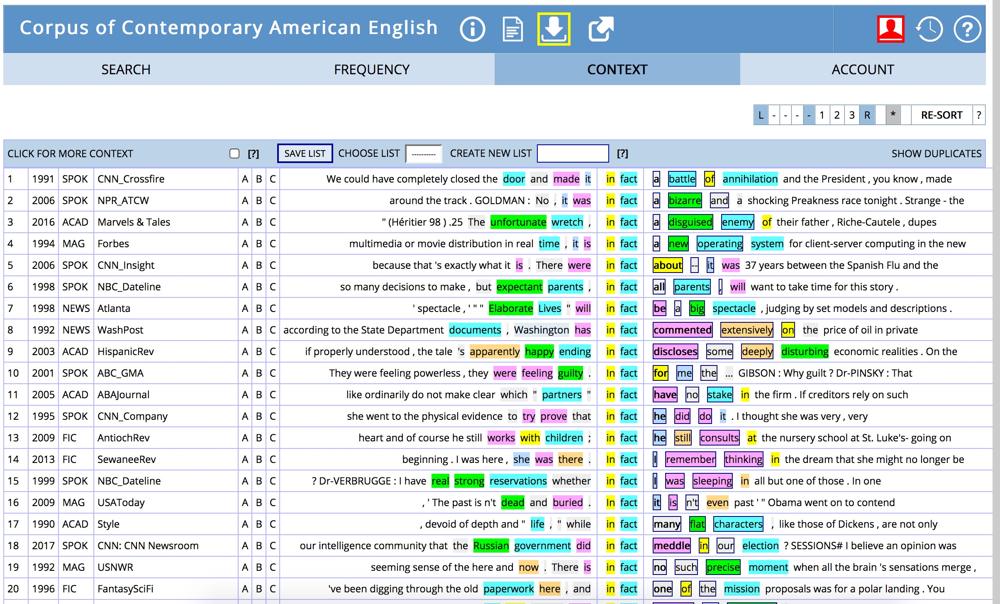 Corpus of Contemporary American English
SEARCH FREQUENCY CONTEXT ACCOUNT
L - - - - 1 2 3 R * RE-SORT ?
CLICK FOR MORE CONTEXT [?] SAVE LIST CHOOSE LIST ---------- CREATE NEW LIST [?] SHOW DUPLICATES
1 1991 SPOK CNN_Crossfire A B C We could have completely closed the door and made it in fact a battle of annihilation and the President , you know , made
2 2006 SPOK NPR_ATCW A B C around the track . GOLDMAN : No , it was in fact a bizarre and a shocking Preakness race tonight . Strange - the
3 2016 ACAD Marvels & Tales A B C " (Héritier 98 ) .25 The unfortunate wretch , in fact a disguised enemy of their father , Riche-Cautele , dupes
4 1994 MAG Forbes A B C multimedia or movie distribution in real time , it is in fact a new operating system for client-server computing in the new
5 2006 SPOK CNN_Insight A B C because that 's exactly what it is . There were in fact about -- it was 37 years between the Spanish Flu and the
6 1998 SPOK NBC_Dateline A B C so many decisions to make , but expectant parents , in fact all parents , will want to take time for this story .
7 1998 NEWS Atlanta A B C ' spectacle , ' " " Elaborate Lives " will in fact be a big spectacle , judging by set models and descriptions .
8 1992 NEWS WashPost A B C according to the State Department documents , Washington has in fact commented extensively on the price of oil in private
9 2003 ACAD HispanicRev A B C if properly understood , the tale 's apparently happy ending in fact discloses some deeply disturbing economic realities . On the
10 2001 SPOK ABC_GMA A B C They were feeling powerless , they were feeling guilty . In fact for me the ... GIBSON : Why guilt ? Dr-PINSKY : That
11 2005 ACAD ABAJournal A B C like ordinarily do not make clear which " partners " in fact have no stake in the firm . If creditors rely on such
12 1995 SPOK CNN_Company A B C she went to the physical evidence to try prove that in fact he did do it . I thought she was very , very
13 2009 FIC AntiochRev A B C heart and of course he still works with children ; in fact he still consults at the nursery school at St. Luke's- going on
14 2013 FIC SewaneeRev A B C beginning . I was here , she was there . In fact I remember thinking in the dream that she might no longer be
15 1999 SPOK NBC_Dateline A B C ? Dr-VERBRUGGE : I have real strong reservations whether in fact I was sleeping in all but one of those . In one
16 2009 MAG USAToday A B C , ' The past is n't dead and buried . In fact it is n't even past ' " Obama went on to contend
17 1990 ACAD Style A B C , devoid of depth and " life , " while in fact many flat characters , like those of Dickens , are not only
18 2017 SPOK CNN: CNN Newsroom A B C our intelligence community that the Russian government did in fact meddle in our election ? SESSIONS# I believe an opinion was
19 1992 MAG USNWR A B C seeming sense of the here and now . There is in fact no such precise moment when all the brain 's sensations merge ,
20 1996 FIC FantasySciFi A B C 've been digging through the old paperwork here , and in fact one of the mission proposals was for a polar landing . You